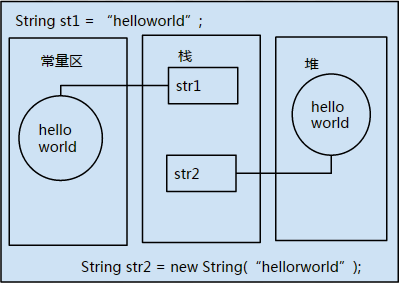 String st1 = “helloworld”;
常量区
栈
堆
str1
hello
world
hello
world
str2
String str2 = new String(“hellorworld”);